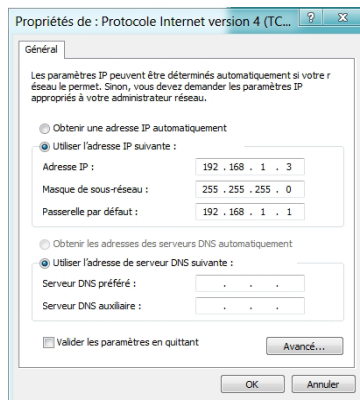 Propriétés de : Protocole Internet version 4 (TC...
Général
Les paramètres IP peuvent être déterminés automatiquement si votre r
éseau le permet. Sinon, vous devez demander les paramètres IP
appropriés à votre administrateur réseau.
Obtenir une adresse IP automatiquement
Utiliser l'adresse IP suivante :
Adresse IP : 192 . 168 . 1 . 3
Masque de sous-réseau : 255 . 255 . 255 . 0
Passerelle par défaut : 192 . 168 . 1 . 1
Obtenir les adresses des serveurs DNS automatiquement
Utiliser l'adresse de serveur DNS suivante :
Serveur DNS préféré : . . .
Serveur DNS auxiliaire : . . .
Valider les paramètres en quittant
Avancé...
OK Annuler